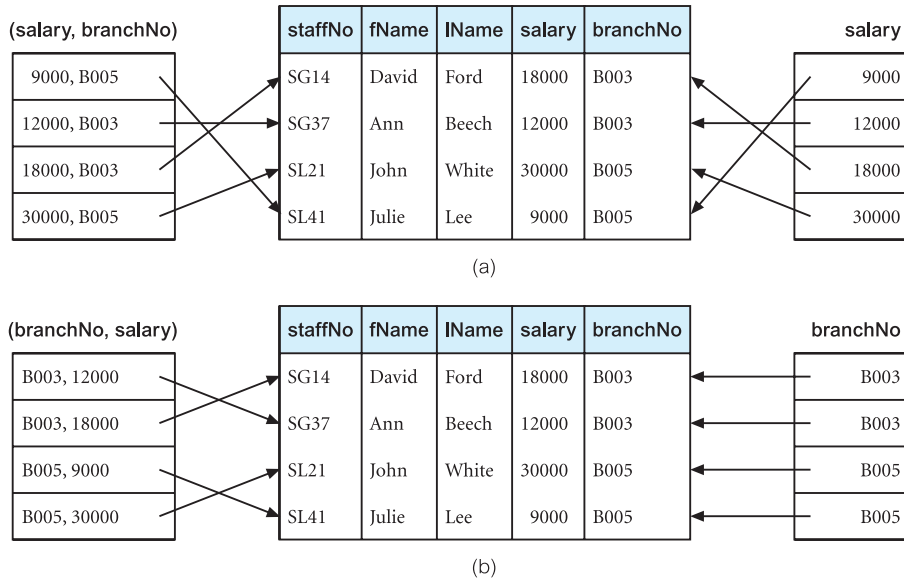 (salary, branchNo)
staffNo fName lName salary branchNo
salary
9000, B005
SG14 David Ford 18000 B003
9000
12000, B003
SG37 Ann Beech 12000 B003
12000
18000, B003
SL21 John White 30000 B005
18000
30000, B005
SL41 Julie Lee 9000 B005
30000
(a)
(branchNo, salary)
staffNo fName lName salary branchNo
branchNo
B003, 12000
SG14 David Ford 18000 B003
B003
B003, 18000
SG37 Ann Beech 12000 B003
B003
B005, 9000
SL21 John White 30000 B005
B005
B005, 30000
SL41 Julie Lee 9000 B005
B005
(b)